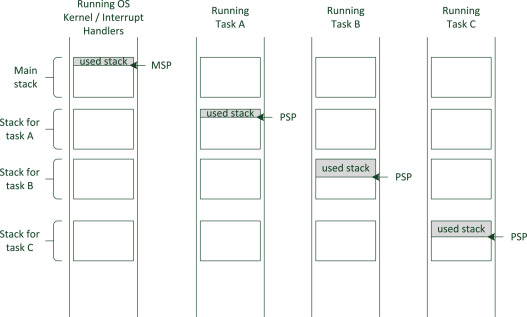 Running OS
Kernel / Interrupt
Handlers
Running
Task A
Running
Task B
Running
Task C
Main
stack
used stack
MSP
Stack for
task A
used stack
PSP
Stack for
task B
used stack
PSP
Stack for
task C
used stack
PSP